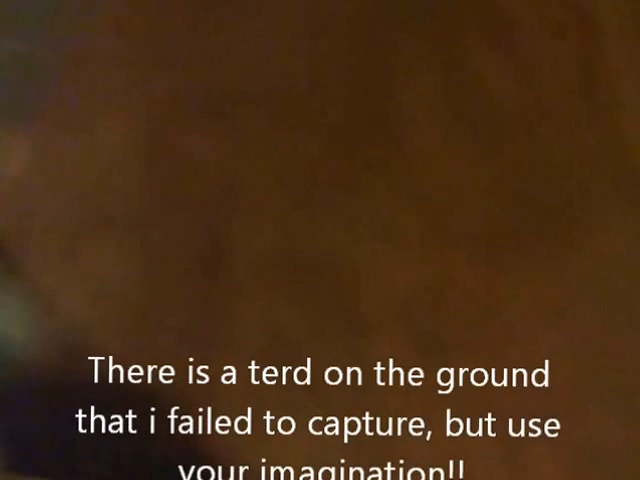 There is a terd on the ground
that i failed to capture, but use
your imagination!!